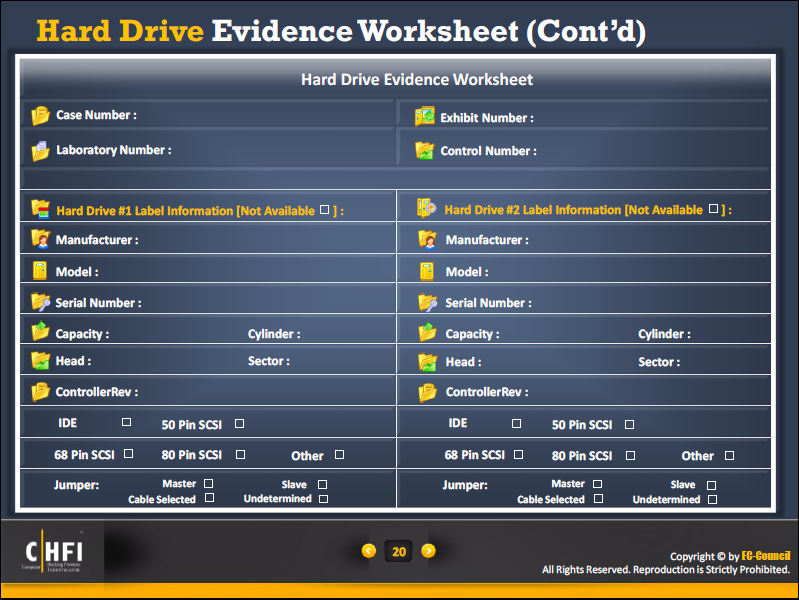 Hard Drive Evidence Worksheet (Cont'd)
Hard Drive Evidence Worksheet
Case Number :
Exhibit Number :
Laboratory Number :
Control Number :
Hard Drive #1 Label Information [Not Available ☐ ] :
Hard Drive #2 Label Information [Not Available ☐ ] :
Manufacturer :
Manufacturer :
Model :
Model :
Serial Number :
Serial Number :
Capacity : Cylinder :
Capacity : Cylinder :
Head : Sector :
Head : Sector :
ControllerRev :
ControllerRev :
IDE ☐ 50 Pin SCSI ☐
IDE ☐ 50 Pin SCSI ☐
68 Pin SCSI ☐ 80 Pin SCSI ☐ Other ☐
68 Pin SCSI ☐ 80 Pin SCSI ☐ Other ☐
Jumper: Master ☐ Slave ☐
Cable Selected ☐ Undetermined ☐
Jumper: Master ☐ Slave ☐
Cable Selected ☐ Undetermined ☐
CHFI
Computer Hacking Forensic
INVESTIGATOR
20
Copyright © by EC-Council
All Rights Reserved. Reproduction is Strictly Prohibited.